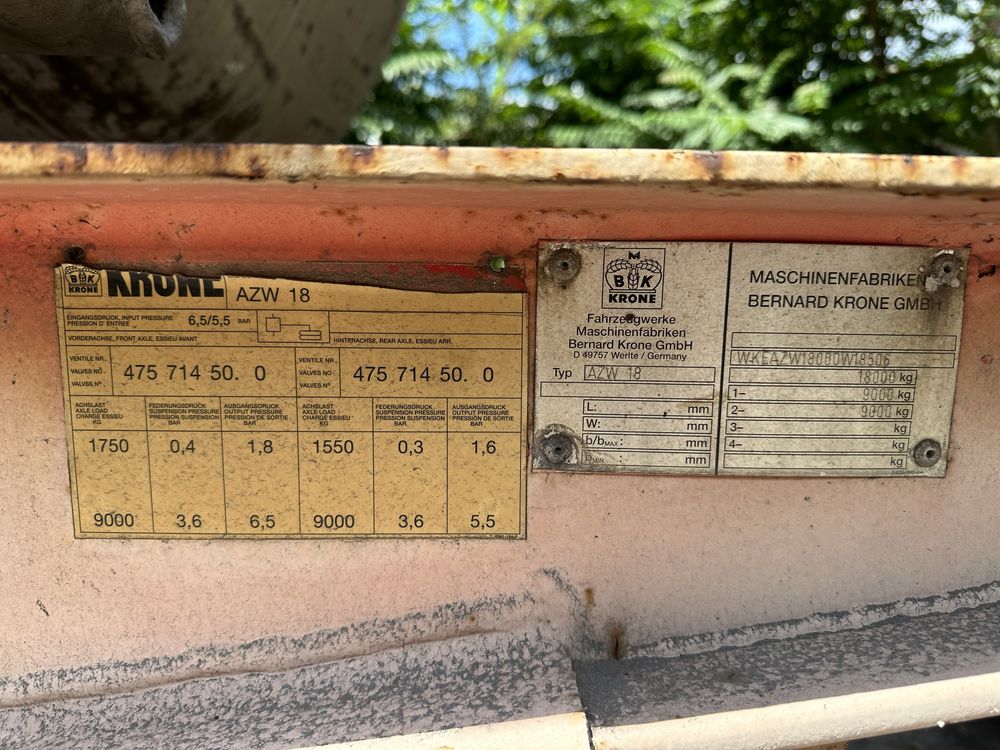 BK
KRONE
KRONE
AZW 18
EINGANGSDRUCK, INPUT PRESSURE
PRESSION D' ENTREE
6,5/5,5 BAR
VORDERACHSE, FRONT AXLE, ESSIEU AVANT
HINTERACHSE, REAR AXLE, ESSIEU ARR.
VENTILE NR.
VALVES NO
VALVES Nº
475 714 50. 0
VENTILE NR.
VALVES NO
VALVES Nº
475 714 50. 0
ACHSLAST
AXLE LOAD
CHARGE ESSIEU
KG
FEDERUNGSDRUCK
SUSPENSION PRESSURE
PRESSION SUSPENSION
BAR
AUSGANGSDRUCK
OUTPUT PRESSURE
PRESSION DE SORTIE
BAR
ACHSLAST
AXLE LOAD
CHARGE ESSIEU
KG
FEDERUNGSDRUCK
SUSPENSION PRESSURE
PRESSION SUSPENSION
BAR
AUSGANGSDRUCK
OUTPUT PRESSURE
PRESSION DE SORTIE
BAR
1750 0,4 1,8 1550 0,3 1,6
9000 3,6 6,5 9000 3,6 5,5
BK
KRONE
Fahrzeugwerke
Maschinenfabriken
Bernard Krone GmbH
D 49757 Werlte / Germany
Typ AZW 18
L: mm
W: mm
b/bMAX: mm
MIN : mm
MASCHINENFABRIKEN
BERNARD KRONE GMBH
WKEAZW18000W18506
18000 kg
1– 9000 kg
2– 9000 kg
3– kg
4– kg
kg